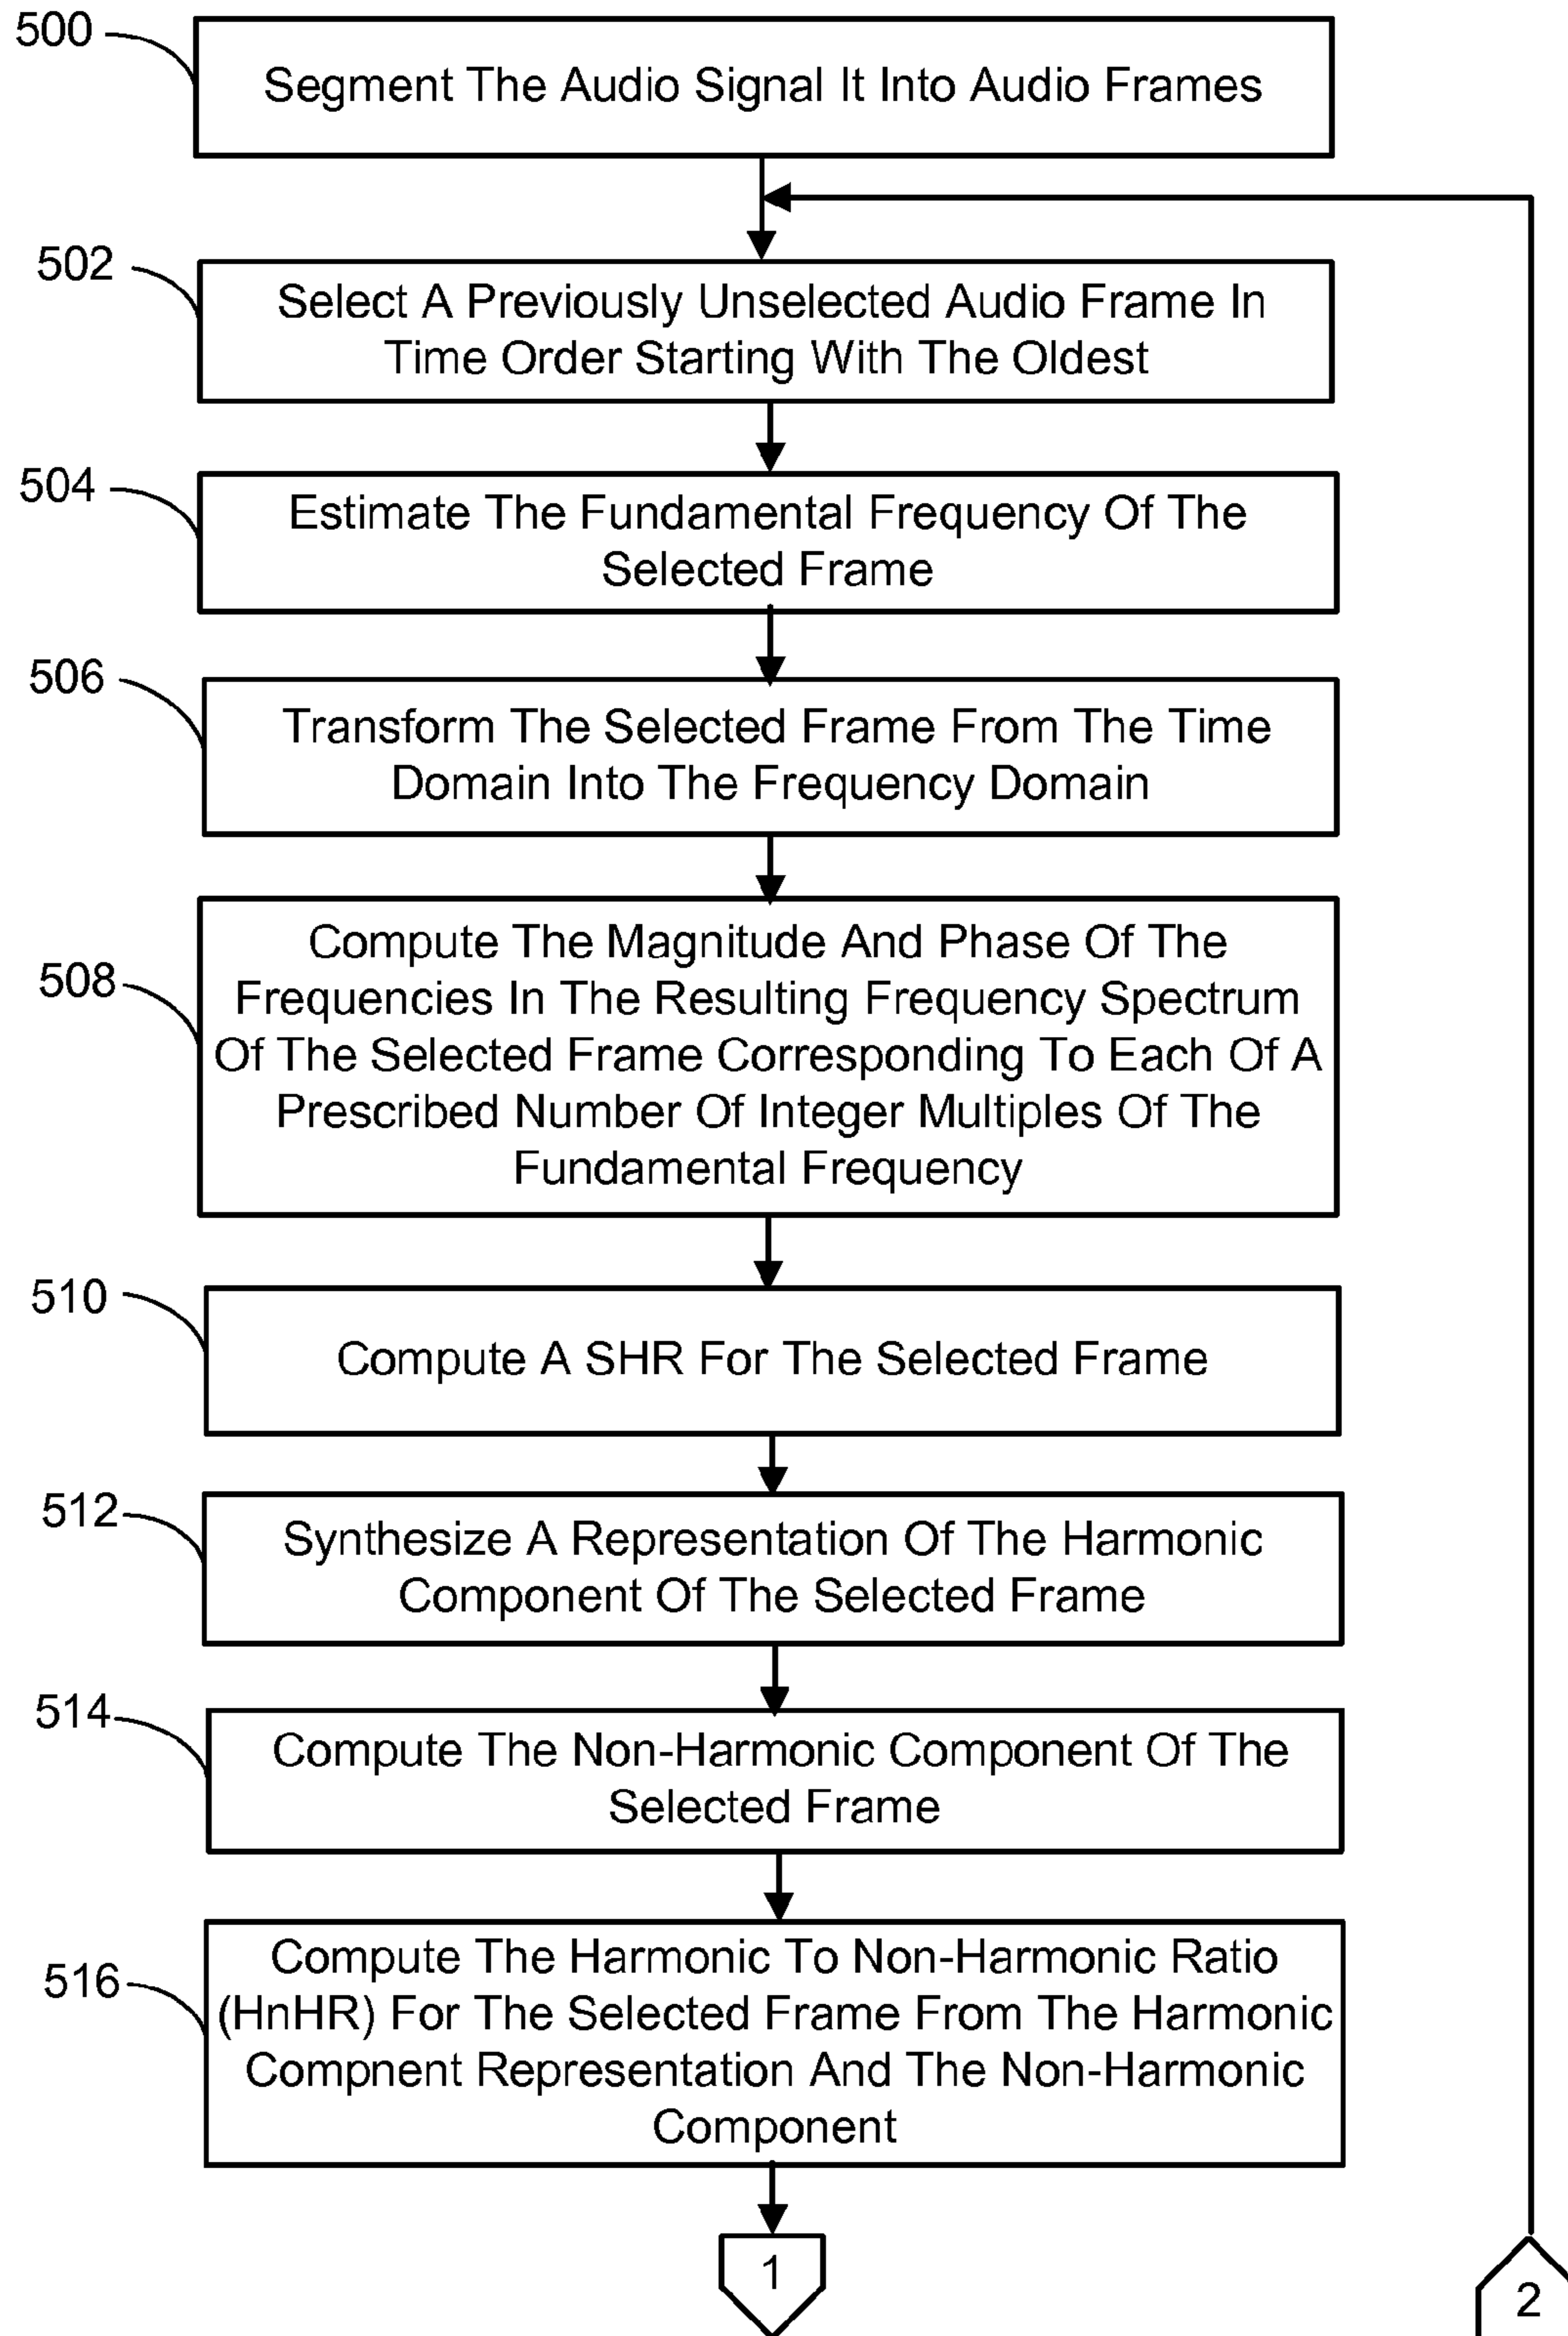 500
Segment The Audio Signal It Into Audio Frames
502
Select A Previously Unselected Audio Frame In
Time Order Starting With The Oldest
504
Estimate The Fundamental Frequency Of The
Selected Frame
506
Transform The Selected Frame From The Time
Domain Into The Frequency Domain
508
Compute The Magnitude And Phase Of The
Frequencies In The Resulting Frequency Spectrum
Of The Selected Frame Corresponding To Each Of A
Prescribed Number Of Integer Multiples Of The
Fundamental Frequency
510
Compute A SHR For The Selected Frame
512
Synthesize A Representation Of The Harmonic
Component Of The Selected Frame
514
Compute The Non-Harmonic Component Of The
Selected Frame
516
Compute The Harmonic To Non-Harmonic Ratio
(HnHR) For The Selected Frame From The Harmonic
Compnent Representation And The Non-Harmonic
Component
1
2